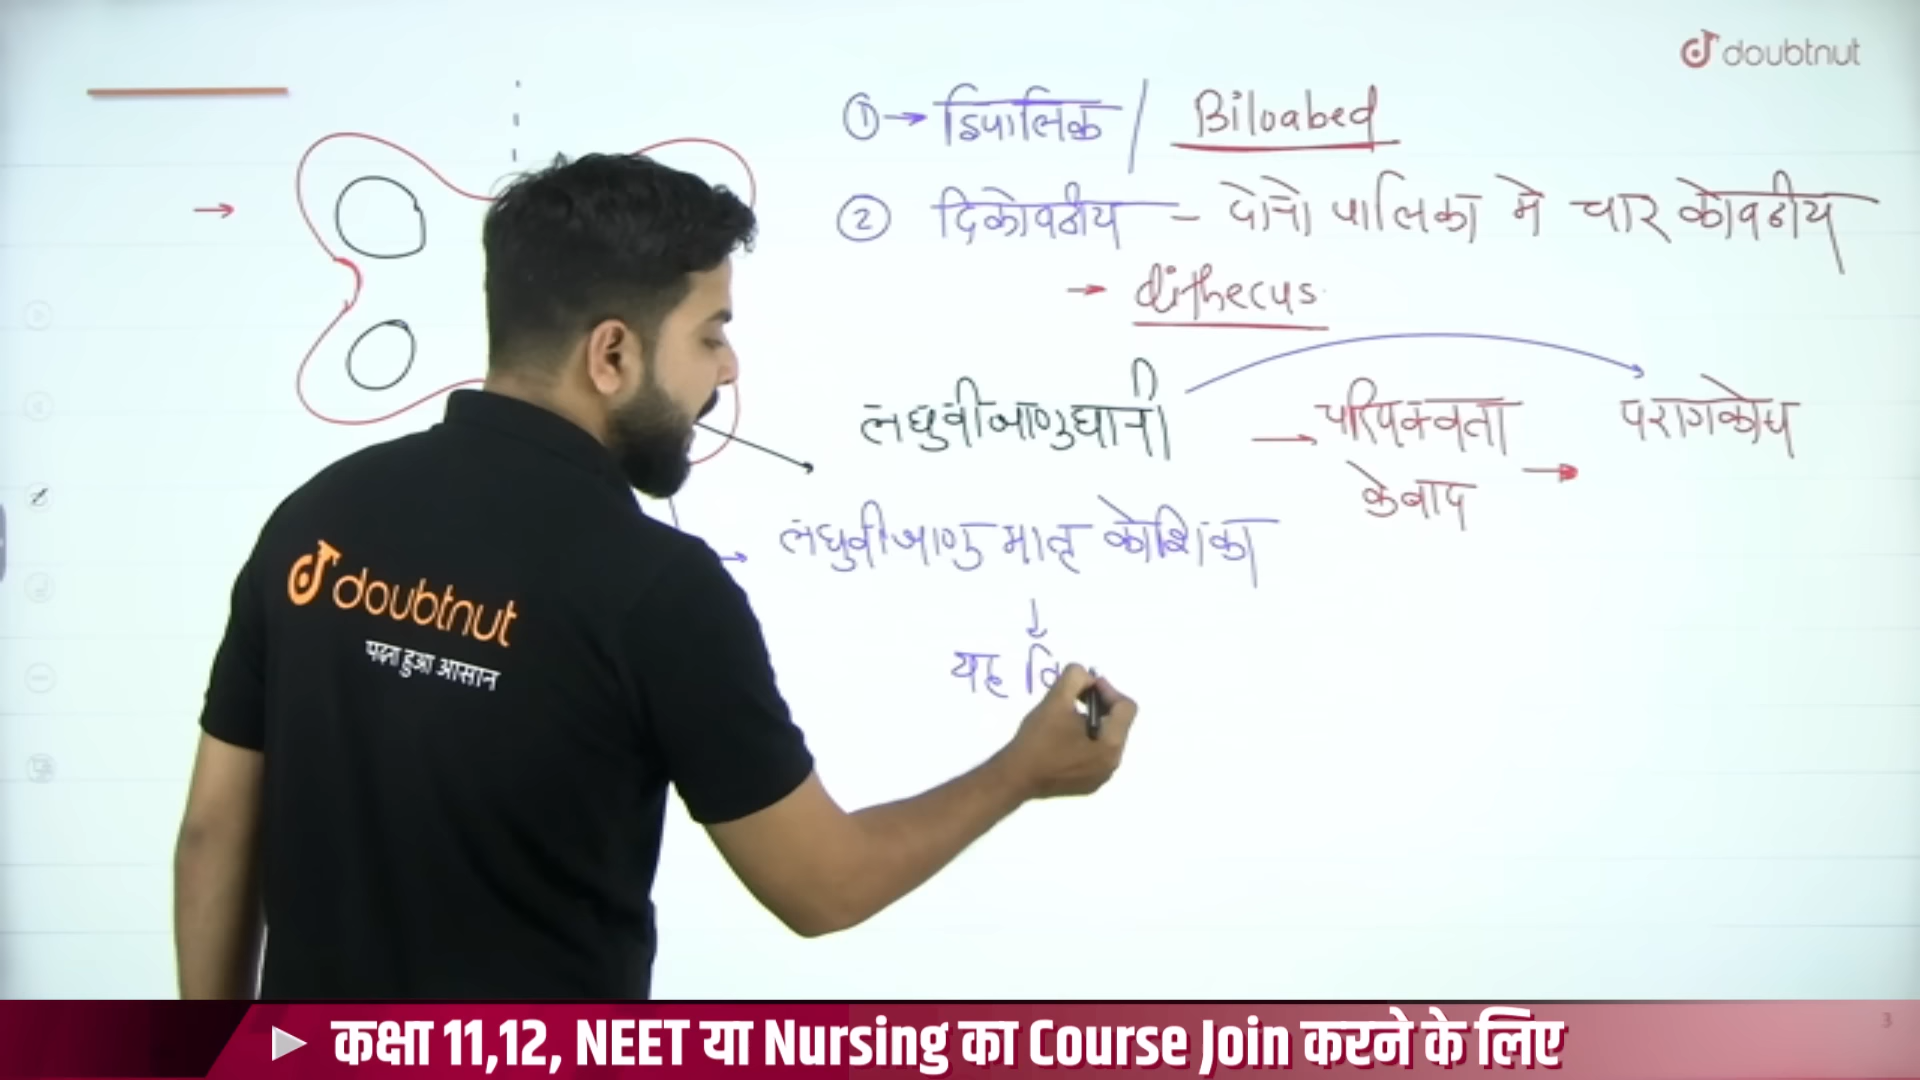 doubtnut
① → द्विपालिक / Biloabed
② द्विकोष्ठीय - दोनो पालिका मे चार कोष्ठीय
→ dithecus
लघुबीजाणुधानी → परिपक्वता के बाद → परागकोष
→ लघुबीजाणु मातृ कोशिका
यह
doubtnut
पढ़ना हुआ आसान
कक्षा 11,12, NEET या Nursing का Course Join करने के लिए
3